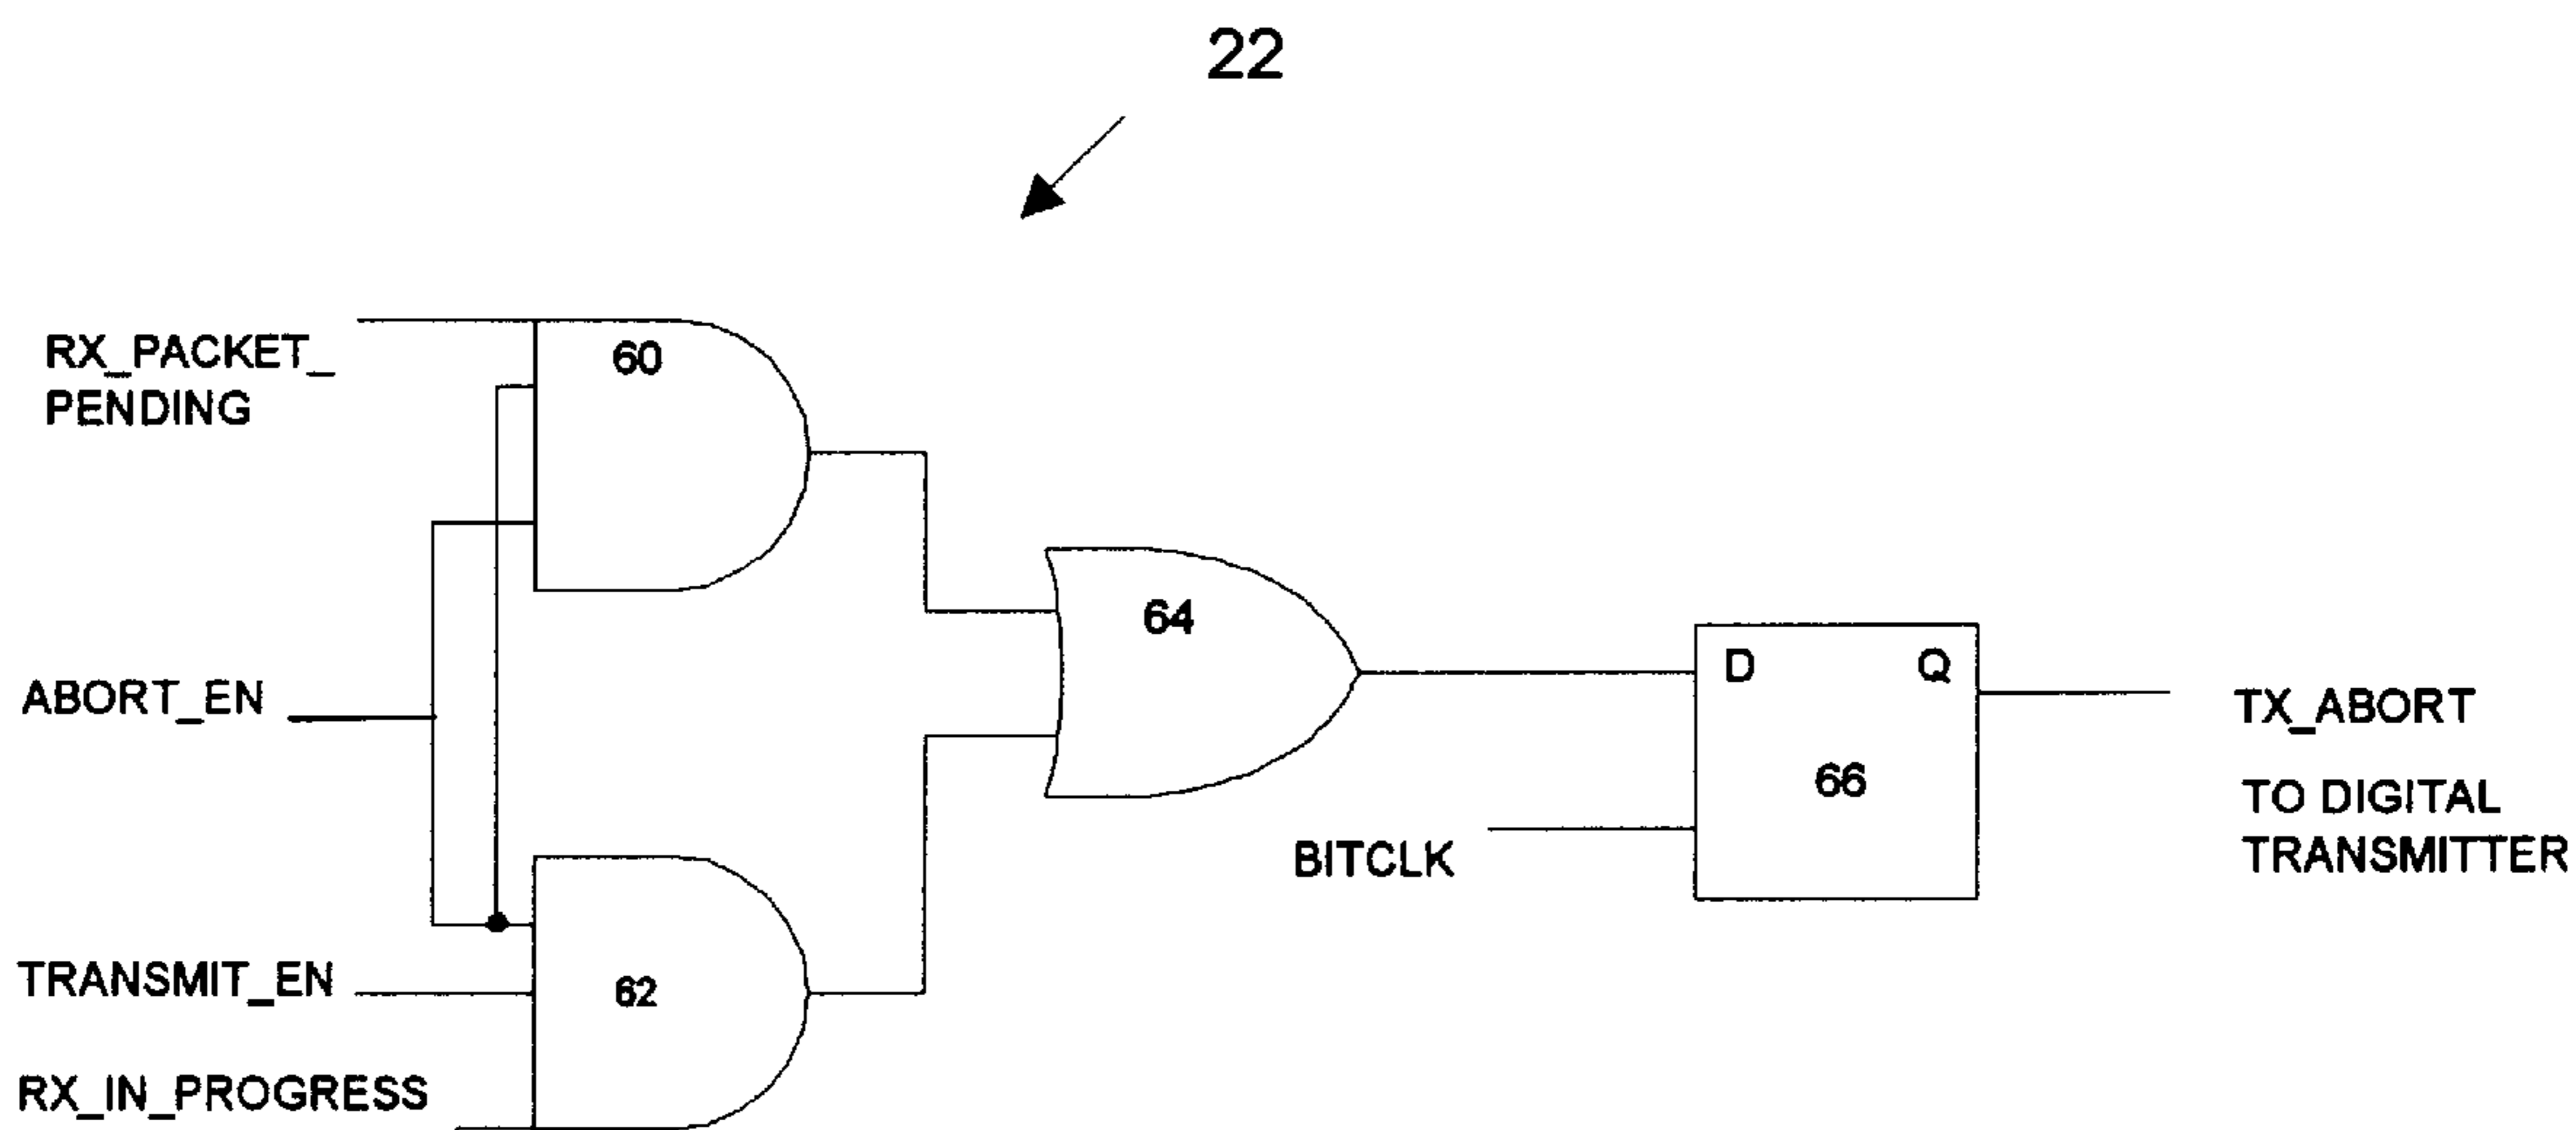 22
RX_PACKET_
PENDING
60
ABORT_EN
64
D
Q
66
TX_ABORT
TO DIGITAL
TRANSMITTER
BITCLK
TRANSMIT_EN
62
RX_IN_PROGRESS